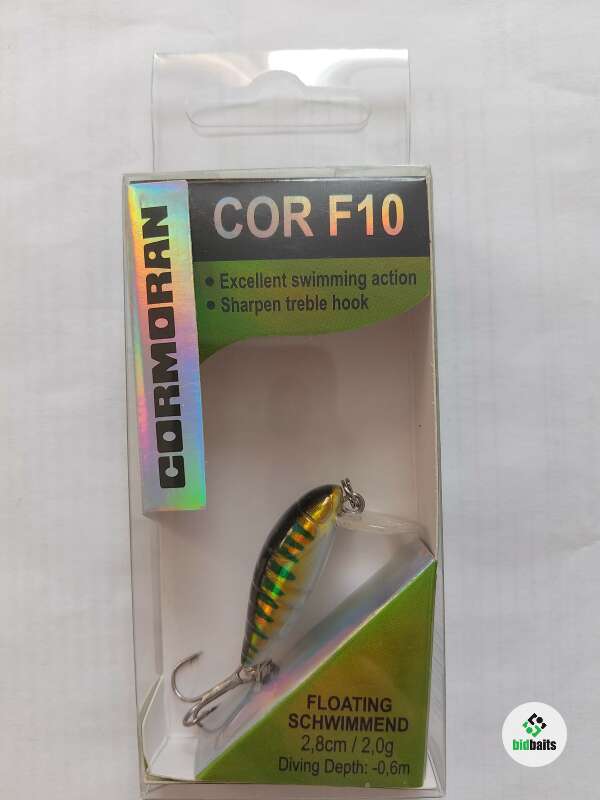 CORMORAN
COR F10
• Excellent swimming action
• Sharpen treble hook
FLOATING
SCHWIMMEND
2,8cm / 2,0g
Diving Depth: -0,6m
bidbaits